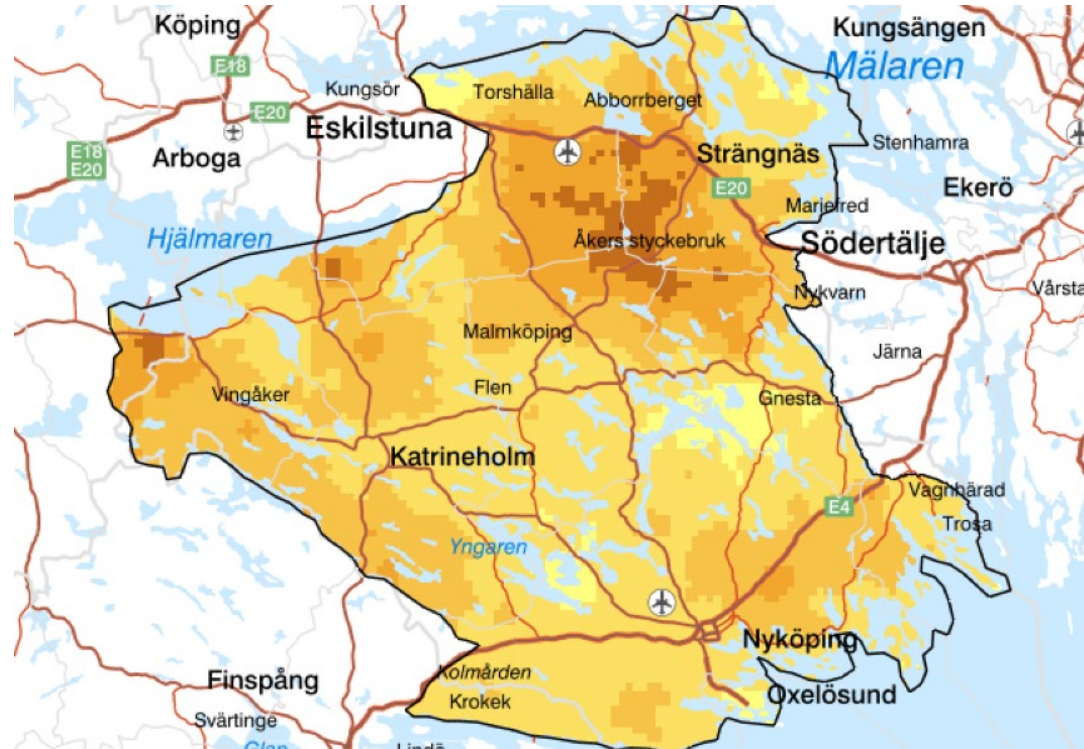 Köping
Kungsängen
Mälaren
E18
Kungsör
Torshälla
Abborrberget
E20
Eskilstuna
E18
E20
Arboga
Strängnäs
Stenhamra
E20
Ekerö
Mariefred
Hjälmaren
Åkers styckebruk
Södertälje
Nykvarn
Vårsta
Malmköping
Järna
Vingåker
Flen
Gnesta
Katrineholm
Vagnhärad
E4
Trosa
Yngaren
Nyköping
Kolmården
Finspång
Krokek
Oxelösund
Svärtinge